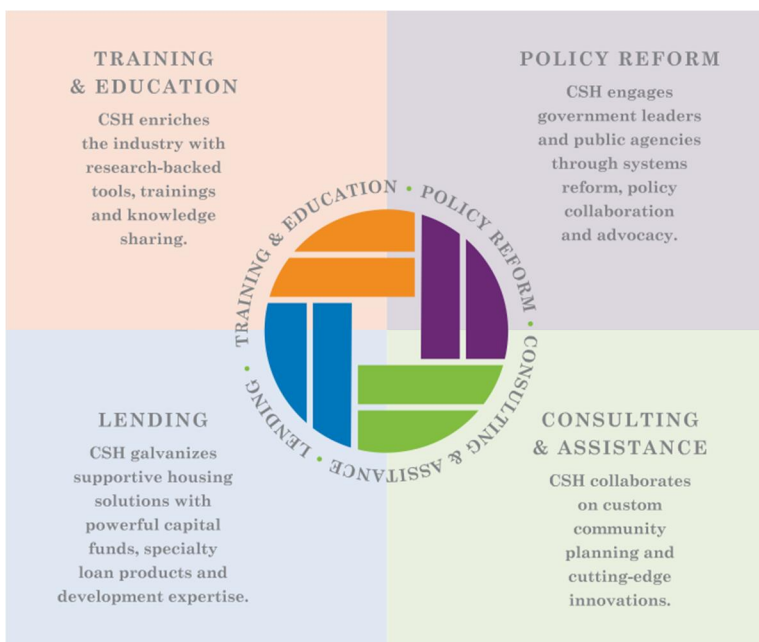 TRAINING
& EDUCATION
CSH enriches
the industry with
research-backed
tools, trainings
and knowledge
sharing.
POLICY REFORM
CSH engages
government leaders
and public agencies
through systems
reform, policy
collaboration
and advocacy.
TRAINING & EDUCATION • POLICY REFORM • CONSULTING & ASSITANCE • LENDING •
LENDING
CSH galvanizes
supportive housing
solutions with
powerful capital
funds, specialty
loan products and
development expertise.
CONSULTING
& ASSISTANCE
CSH collaborates
on custom
community
planning and
cutting-edge
innovations.